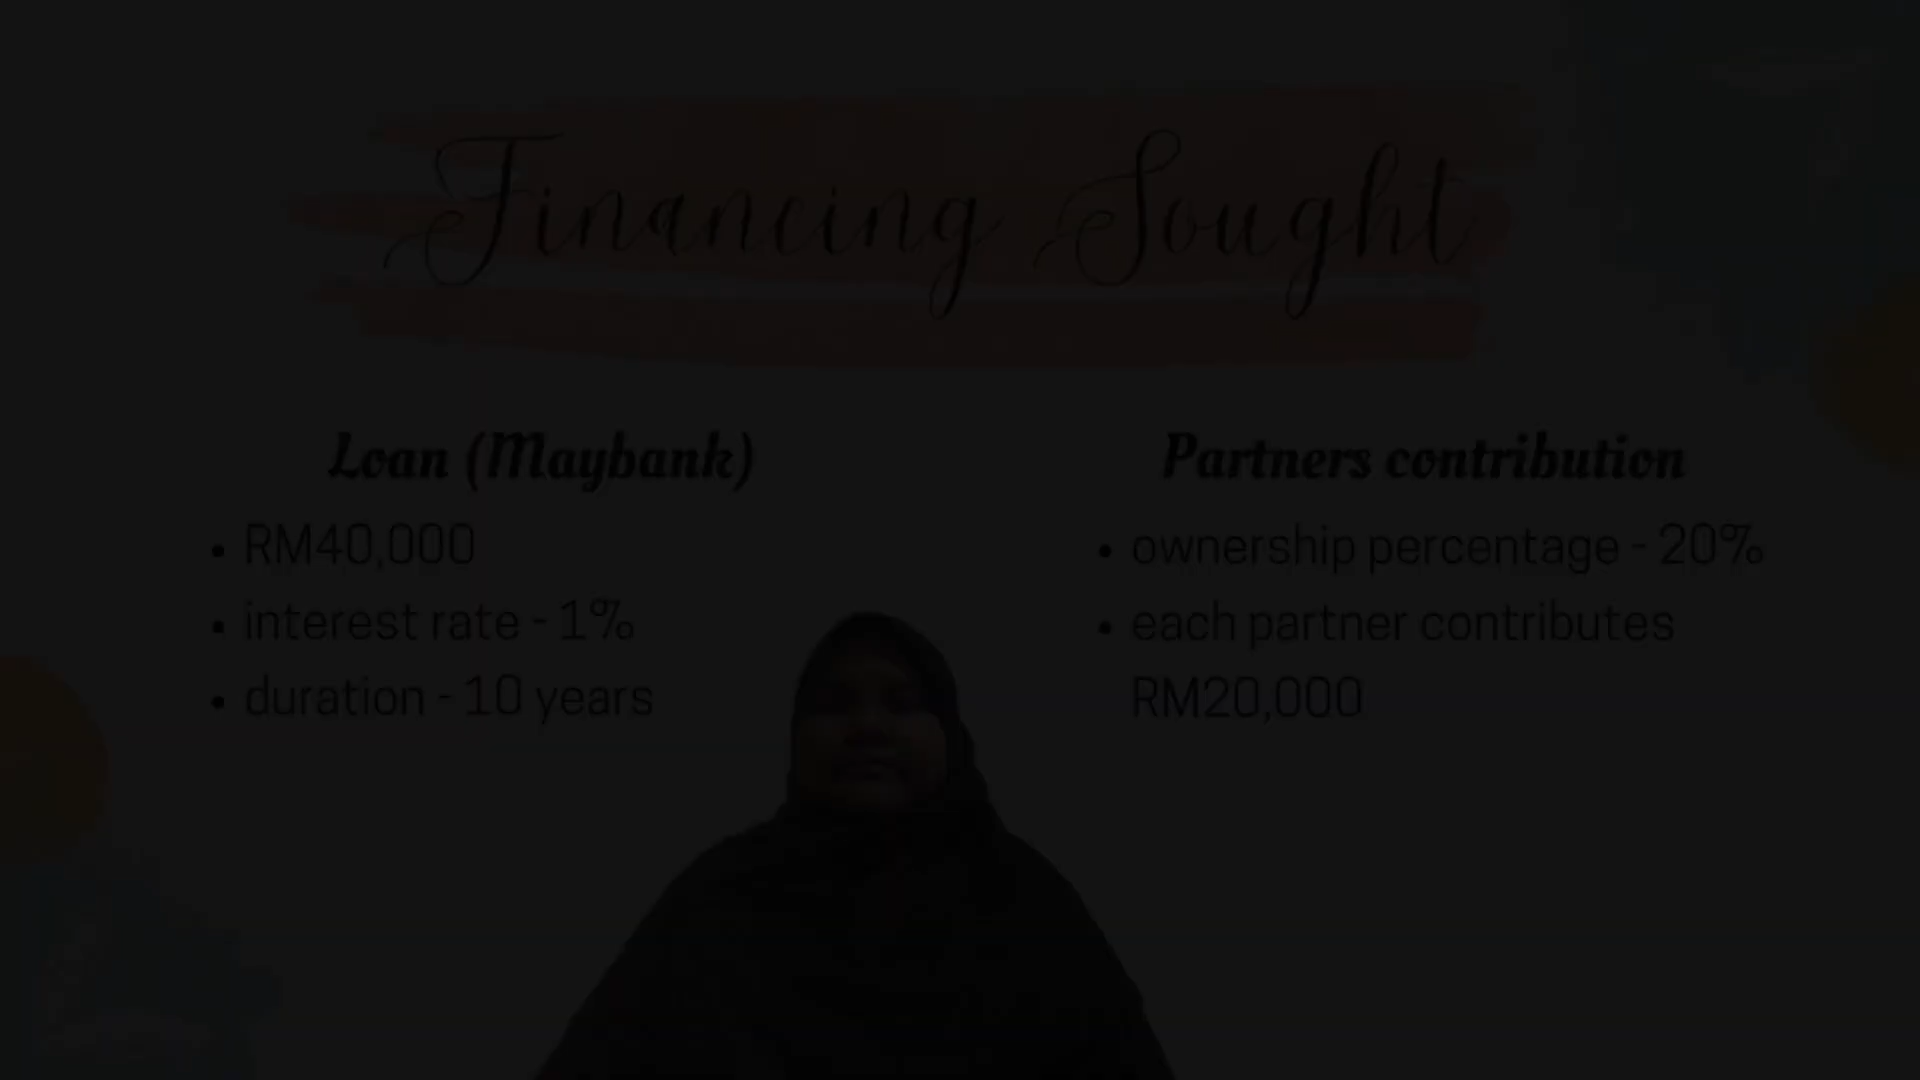 Financing Sought
Loan (Maybank)
• RM40,000
• interest rate - 1%
• duration - 10 years
Partners contribution
• ownership percentage - 20%
• each partner contributes
RM20,000